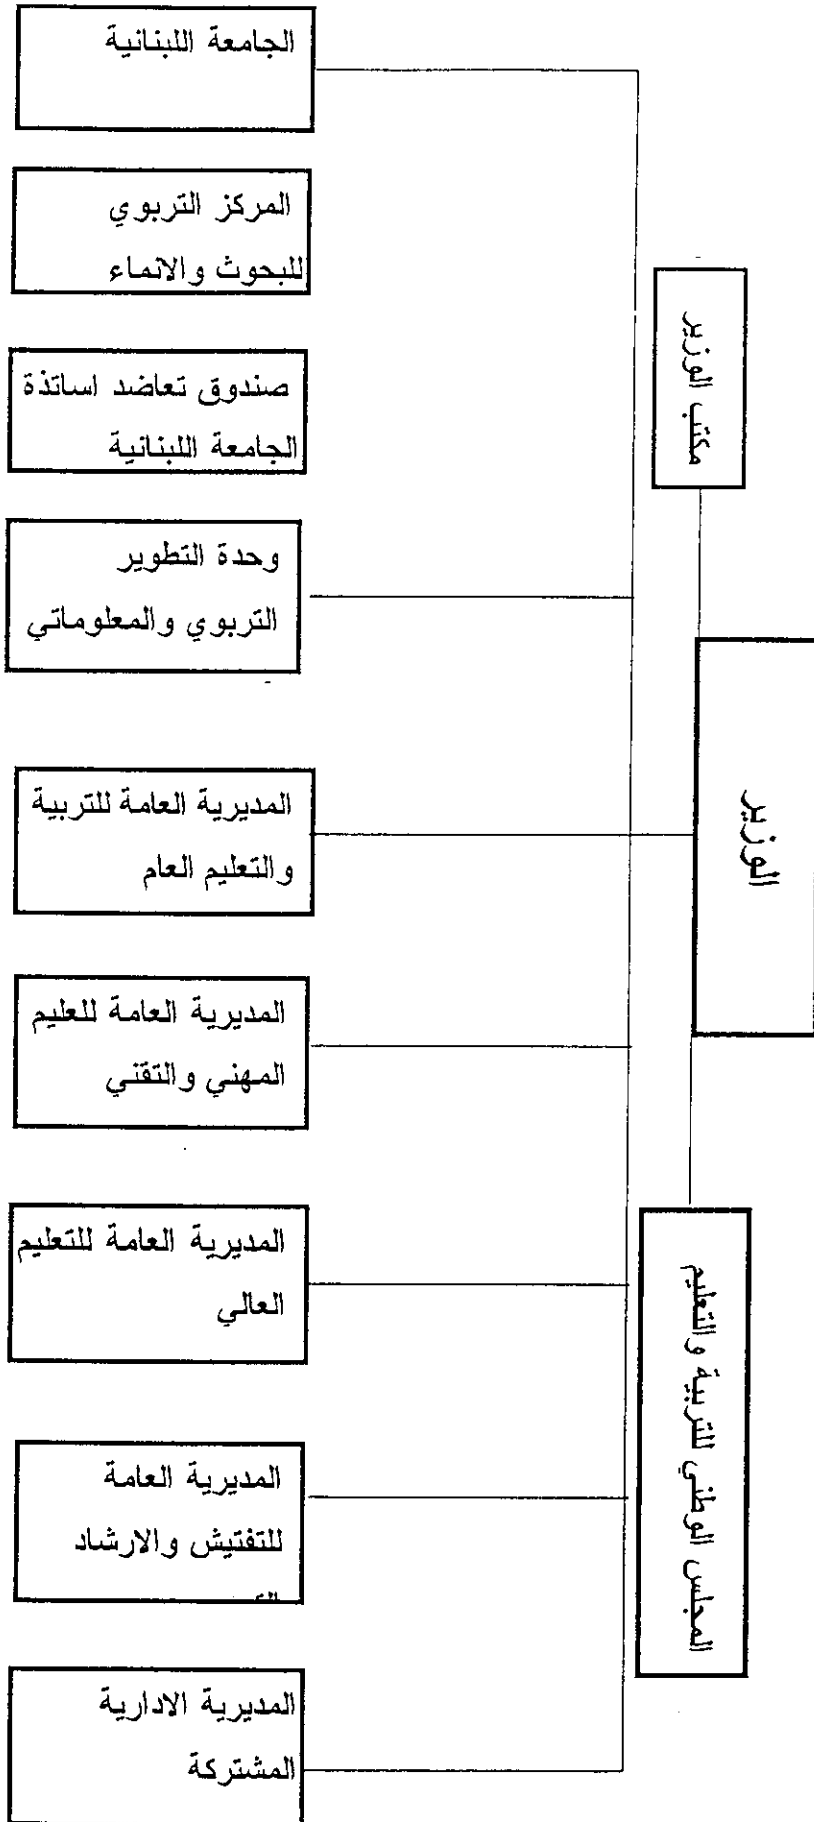 الجامعة اللبنانية
المركز التربوي
للبحوث والانماء
صندوق تعاضد اساتذة
الجامعة اللبنانية
وحدة التطوير
التربوي والمعلوماتي
المديرية العامة للتربية
والتعليم العام
المديرية العامة للعليم
المهني والتقني
المديرية العامة للتعليم
العالي
المديرية العامة
للتفتيش والارشاد
المديرية الادارية
المشتركة
مكتب الوزير
الوزير
المجلس الوطني للتربية والتعليم